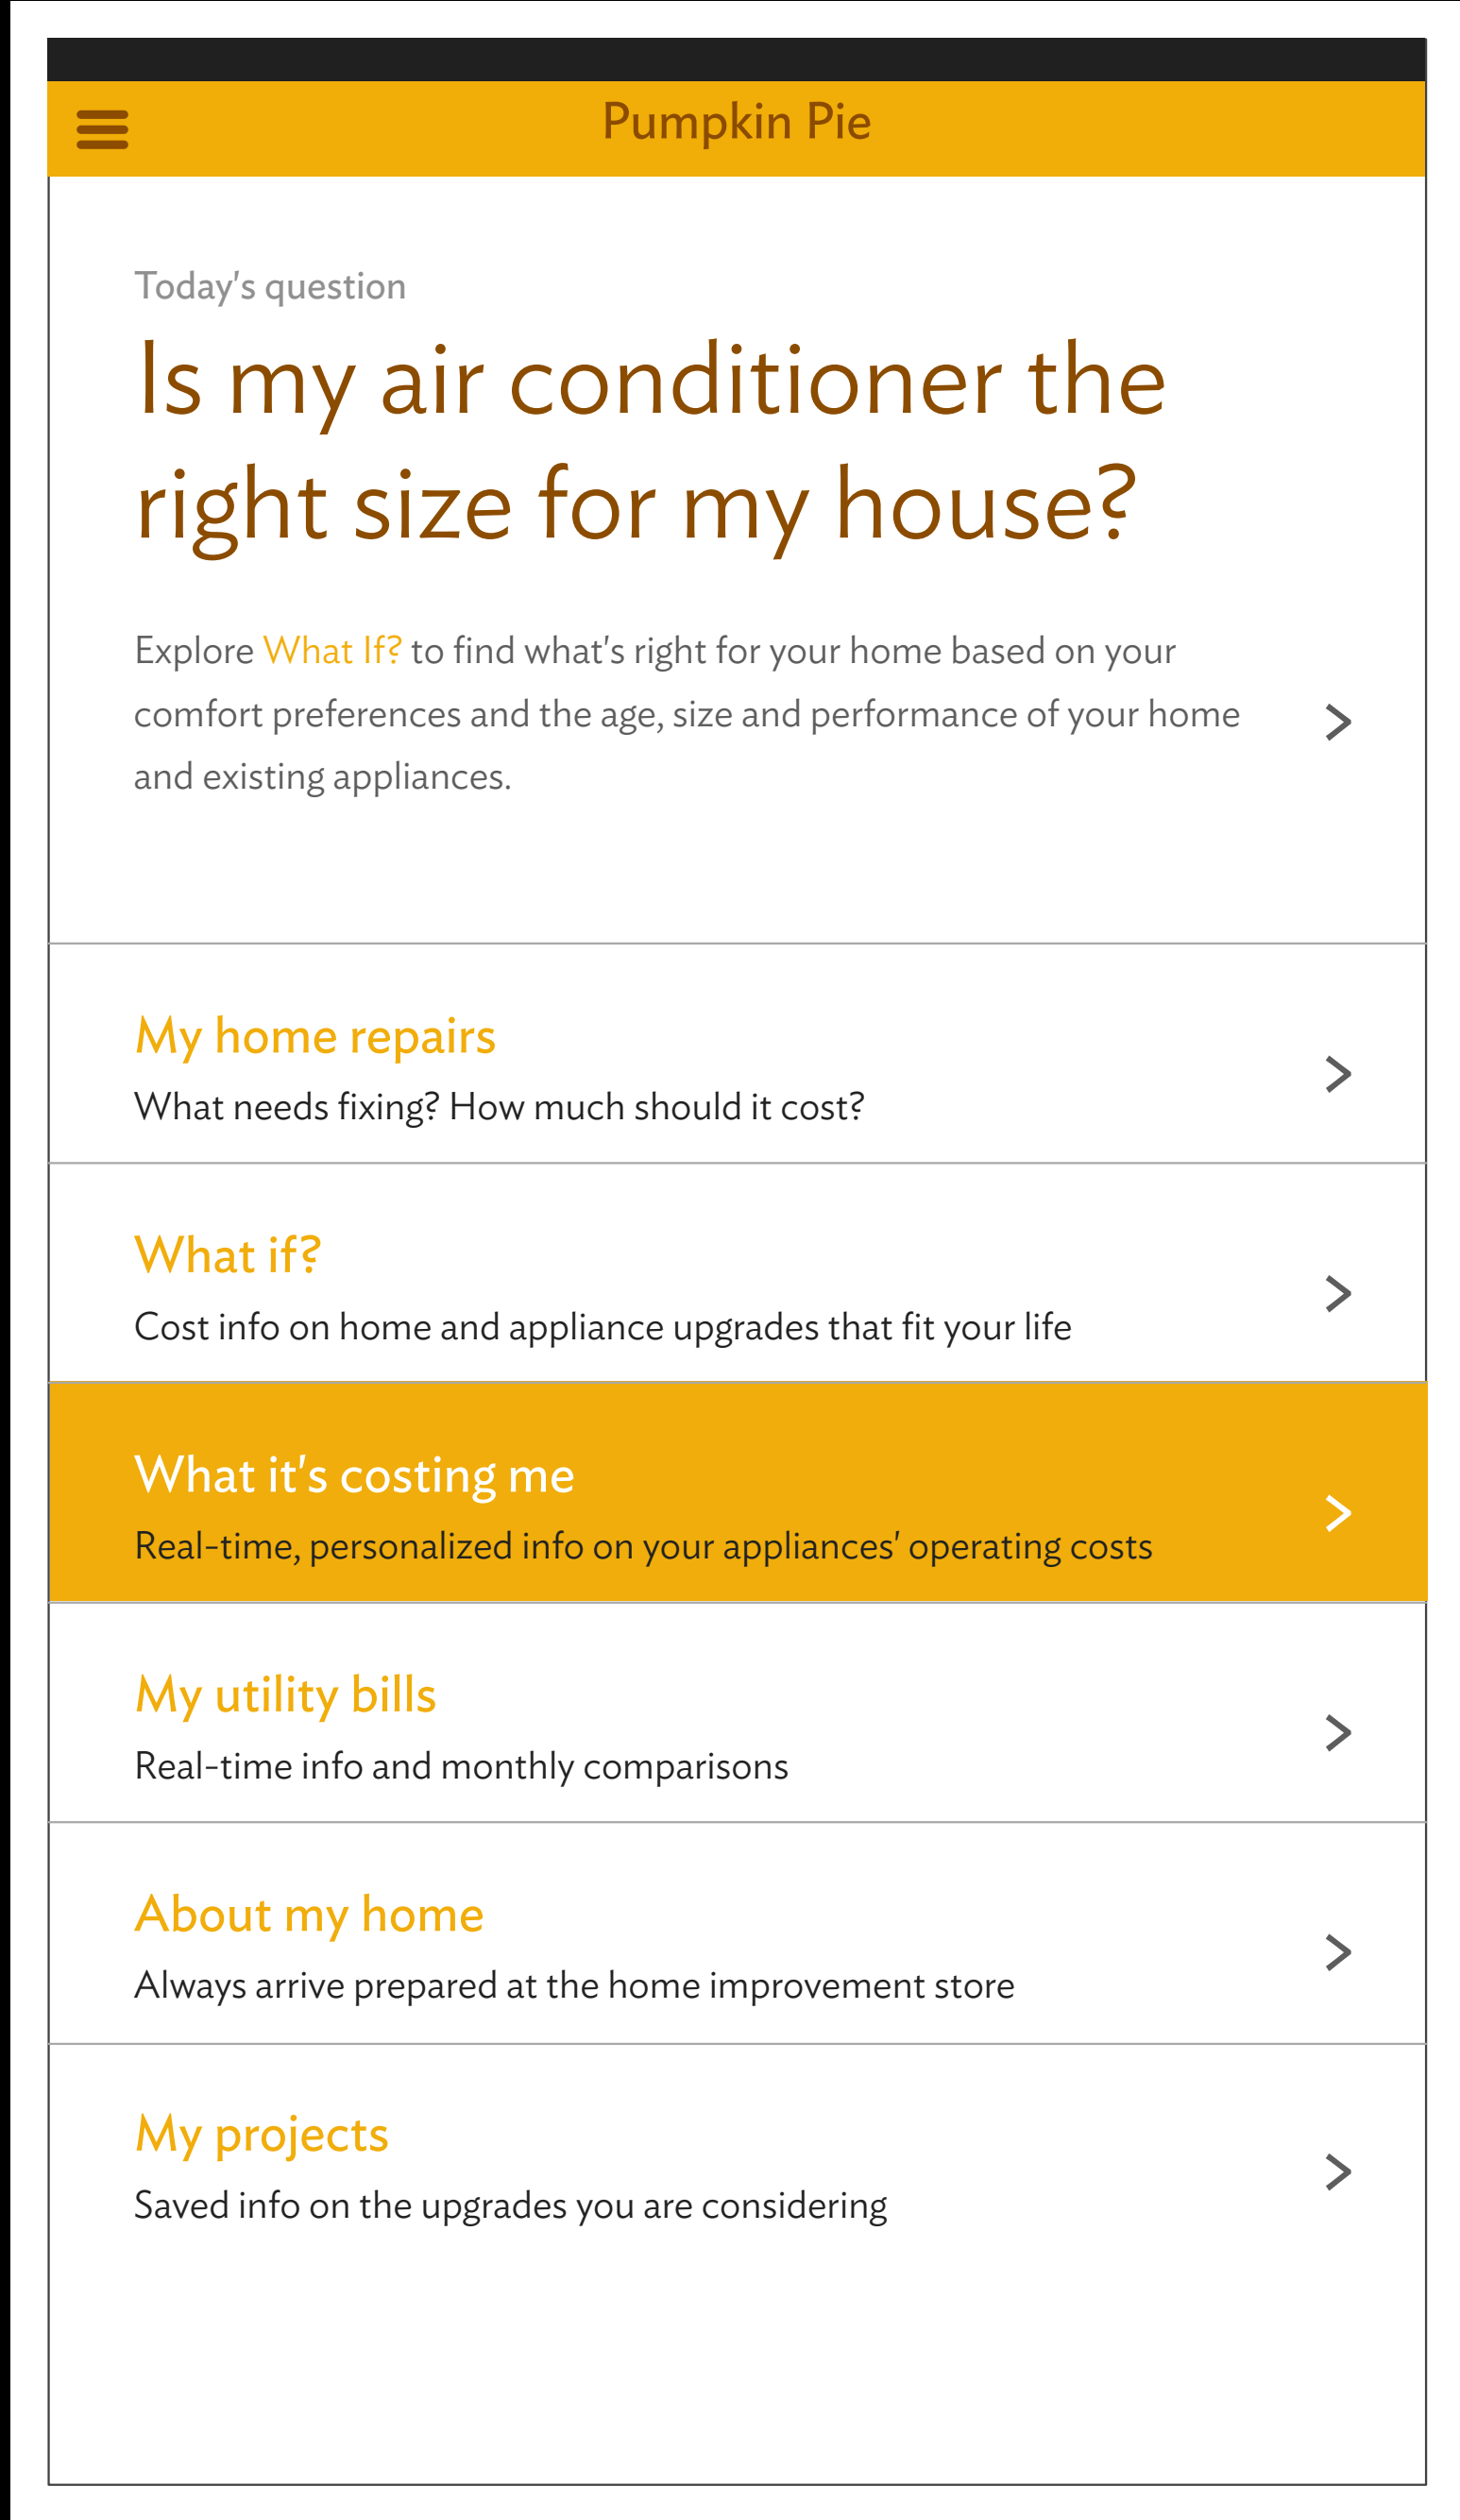 Pumpkin Pie
Today's question
Is my air conditioner the
right size for my house?
Explore What If? to find what's right for your home based on your
comfort preferences and the age, size and performance of your home
and existing appliances.
My home repairs
What needs fixing? How much should it cost?
What if?
Cost info on home and appliance upgrades that fit your life
What it's costing me
Real-time, personalized info on your appliances' operating costs
My utility bills
Real-time info and monthly comparisons
About my home
Always arrive prepared at the home improvement store
My projects
Saved info on the upgrades you are considering